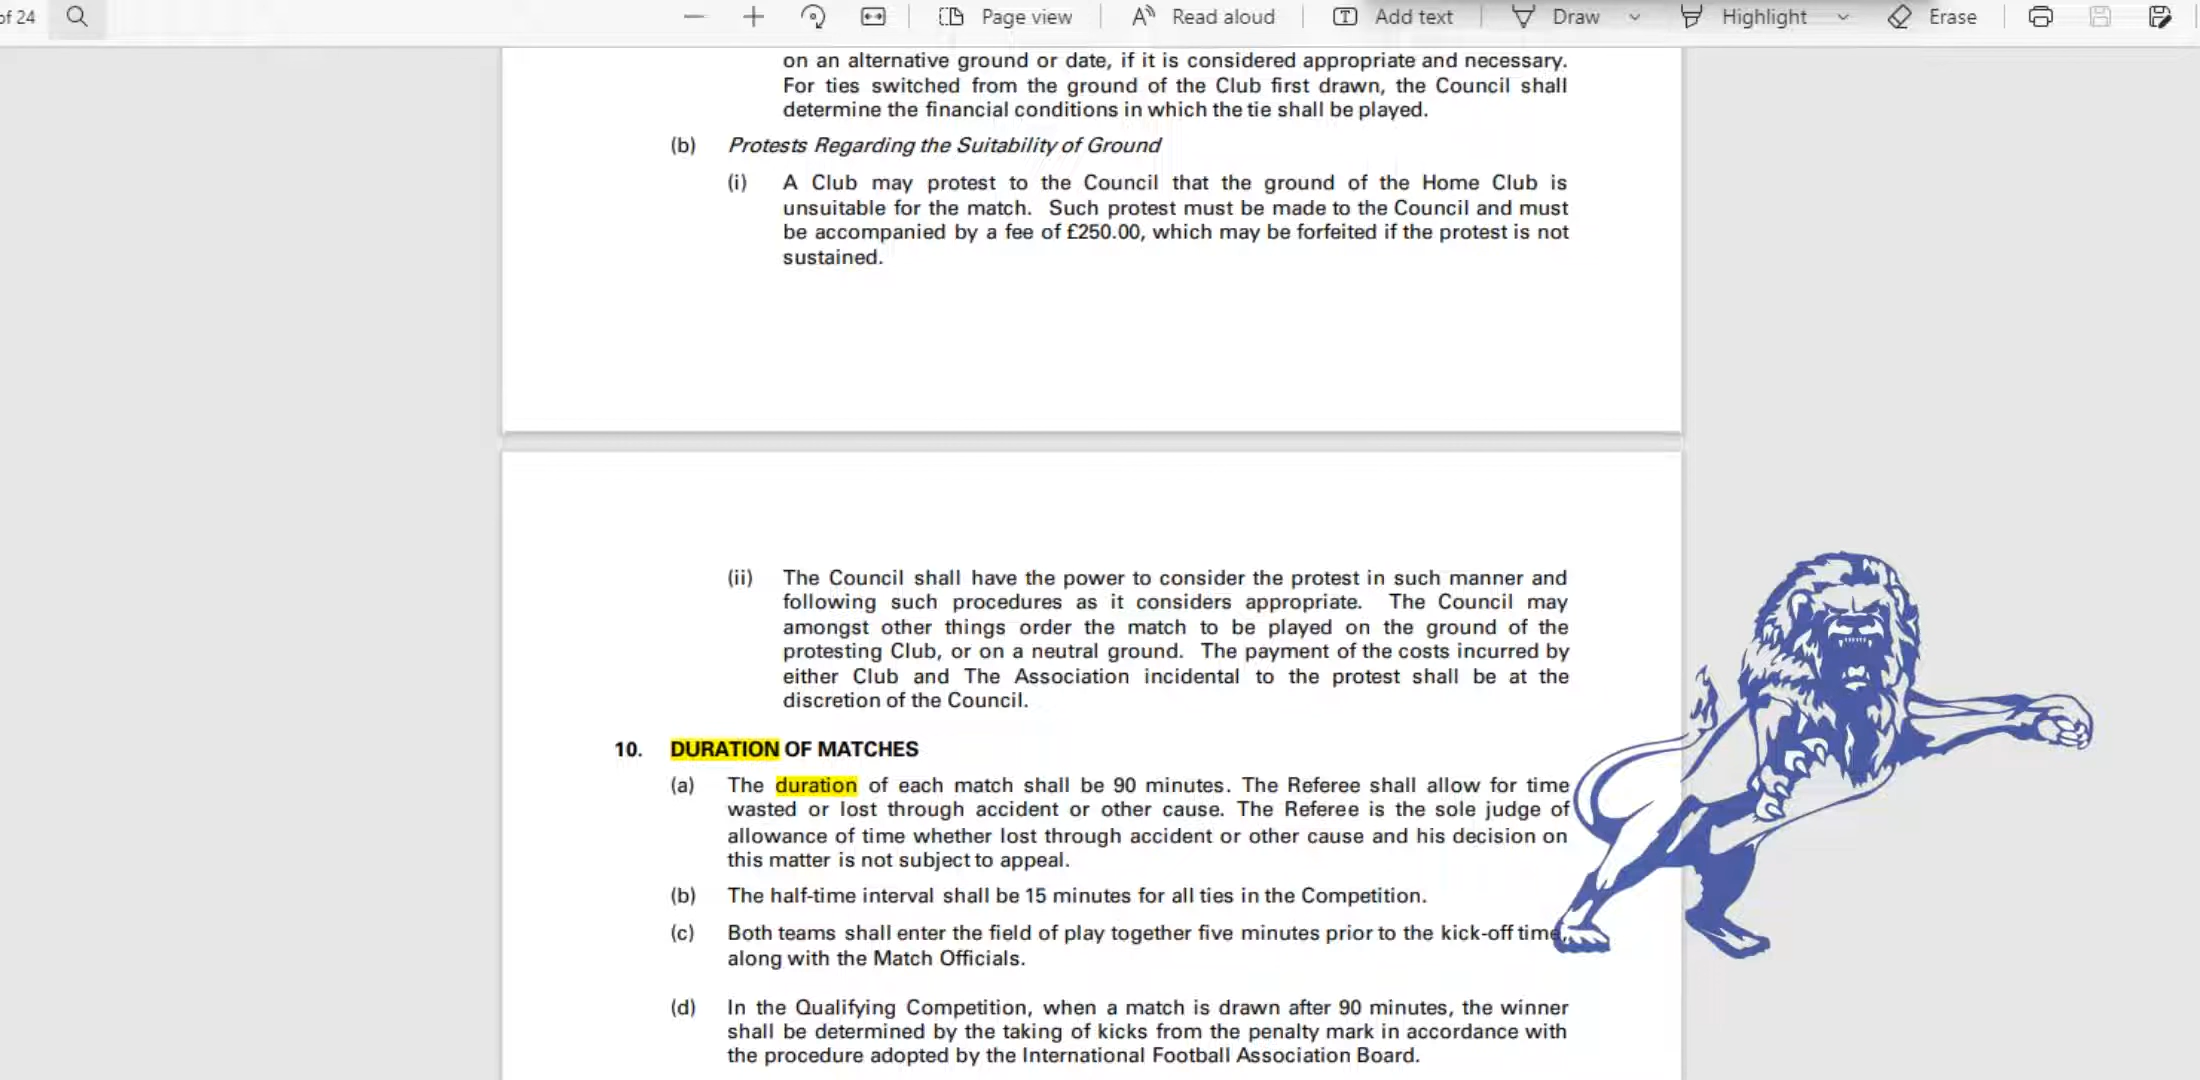 of 24
Page view
Read aloud
Add text
Draw
Highlight
Erase
on an alternative ground or date, if it is considered appropriate and necessary.
For ties switched from the ground of the Club first drawn, the Council shall
determine the financial conditions in which the tie shall be played.
(b) Protests Regarding the Suitability of Ground
(i) A Club may protest to the Council that the ground of the Home Club is
unsuitable for the match. Such protest must be made to the Council and must
be accompanied by a fee of £250.00, which may be forfeited if the protest is not
sustained.
(ii) The Council shall have the power to consider the protest in such manner and
following such procedures as it considers appropriate. The Council may
amongst other things order the match to be played on the ground of the
protesting Club, or on a neutral ground. The payment of the costs incurred by
either Club and The Association incidental to the protest shall be at the
discretion of the Council.
10. DURATION OF MATCHES
(a) The duration of each match shall be 90 minutes. The Referee shall allow for time
wasted or lost through accident or other cause. The Referee is the sole judge of
allowance of time whether lost through accident or other cause and his decision on
this matter is not subject to appeal.
(b) The half-time interval shall be 15 minutes for all ties in the Competition.
(c) Both teams shall enter the field of play together five minutes prior to the kick-off time,
along with the Match Officials.
(d) In the Qualifying Competition, when a match is drawn after 90 minutes, the winner
shall be determined by the taking of kicks from the penalty mark in accordance with
the procedure adopted by the International Football Association Board.